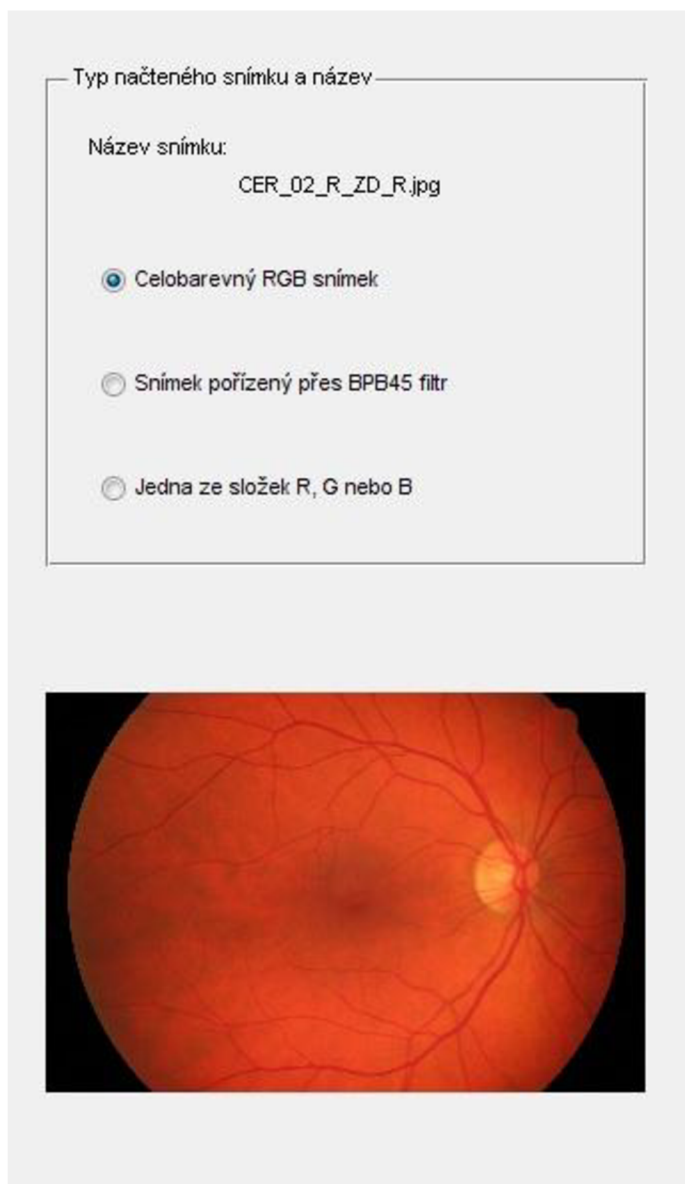 Typ načteného snímku a název
Název snímku:
CER_02_R_ZD_R.jpg
Celobarevný RGB snímek
Snímek pořízený přes BPB45 filtr
Jedna ze složek R, G nebo B